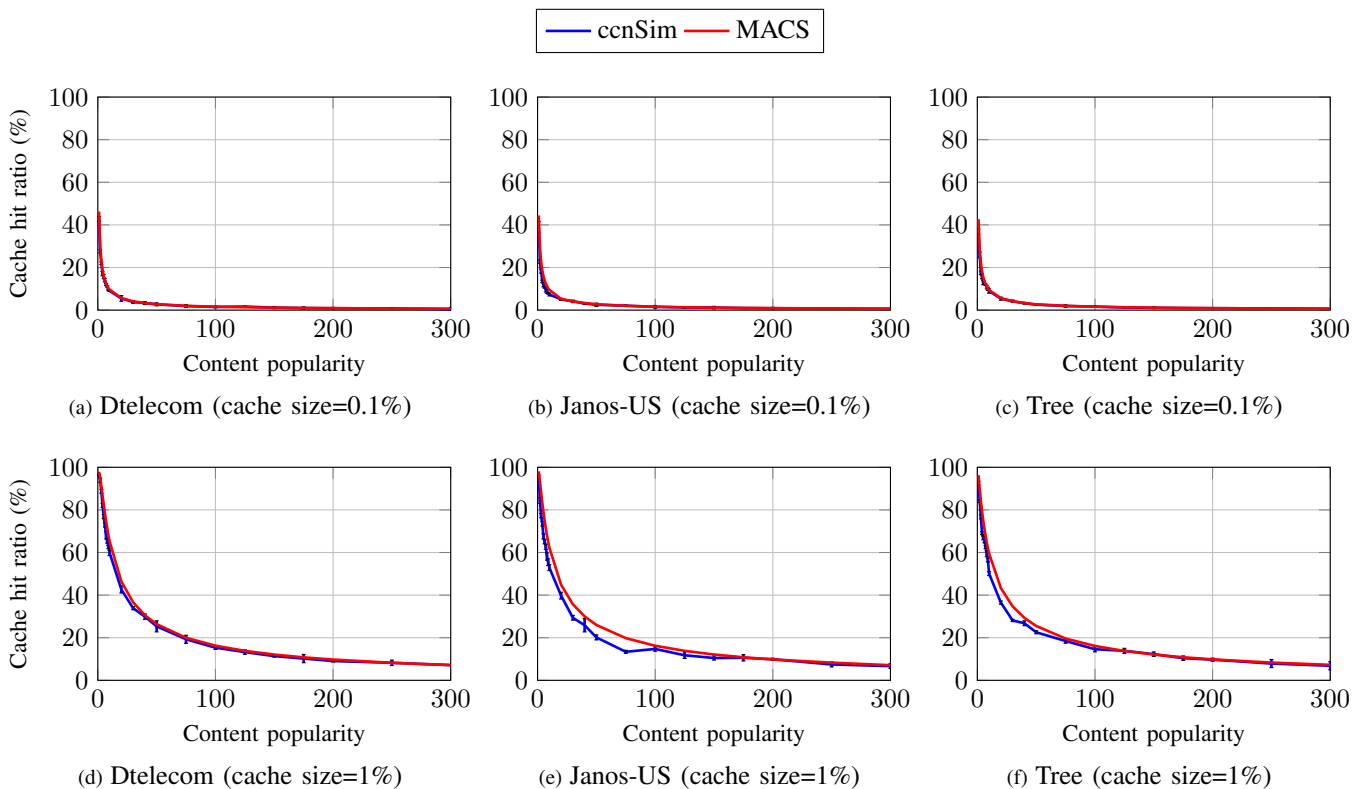 ccnSim MACS
100 100 100
80 80 80
60 60 60
40 40 40
20 20 20
0 0 0
0 100 200 300 0 100 200 300 0 100 200 300
Cache hit ratio (%)
Content popularity Content popularity Content popularity
(a) Dtelecom (cache size=0.1%) (b) Janos-US (cache size=0.1%) (c) Tree (cache size=0.1%)
100 100 100
80 80 80
60 60 60
40 40 40
20 20 20
0 0 0
0 100 200 300 0 100 200 300 0 100 200 300
Cache hit ratio (%)
Content popularity Content popularity Content popularity
(d) Dtelecom (cache size=1%) (e) Janos-US (cache size=1%) (f) Tree (cache size=1%)